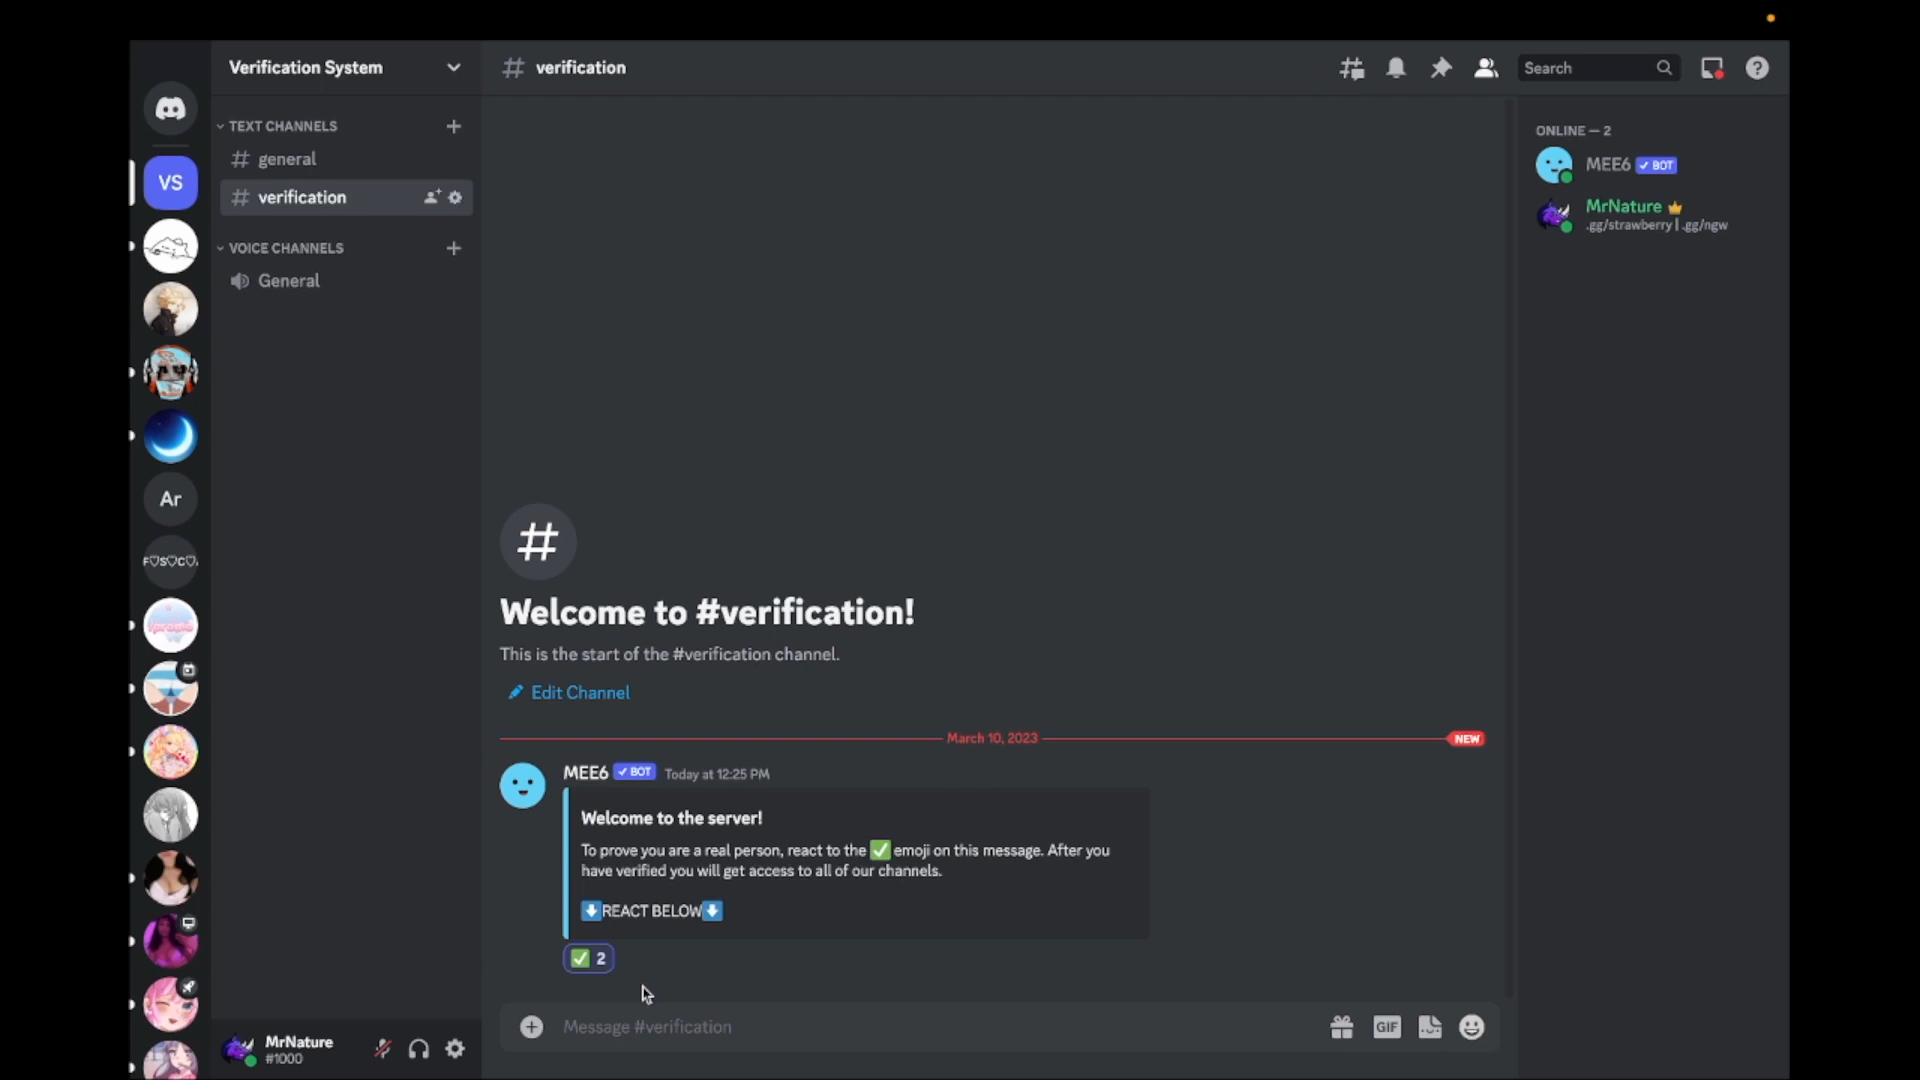 Verification System
# verification
Search
TEXT CHANNELS
# general
# verification
VOICE CHANNELS
General
VS
Ar
F♡S♡C♡.
MrNature
#1000
#
Welcome to #verification!
This is the start of the #verification channel.
Edit Channel
March 10, 2023
NEW
MEE6 ✓ BOT Today at 12:25 PM
Welcome to the server!
To prove you are a real person, react to the ✅ emoji on this message. After you
have verified you will get access to all of our channels.
⬇️REACT BELOW⬇️
✅ 2
Message #verification
GIF
ONLINE — 2
MEE6 ✓ BOT
MrNature
.gg/strawberry | .gg/ngw